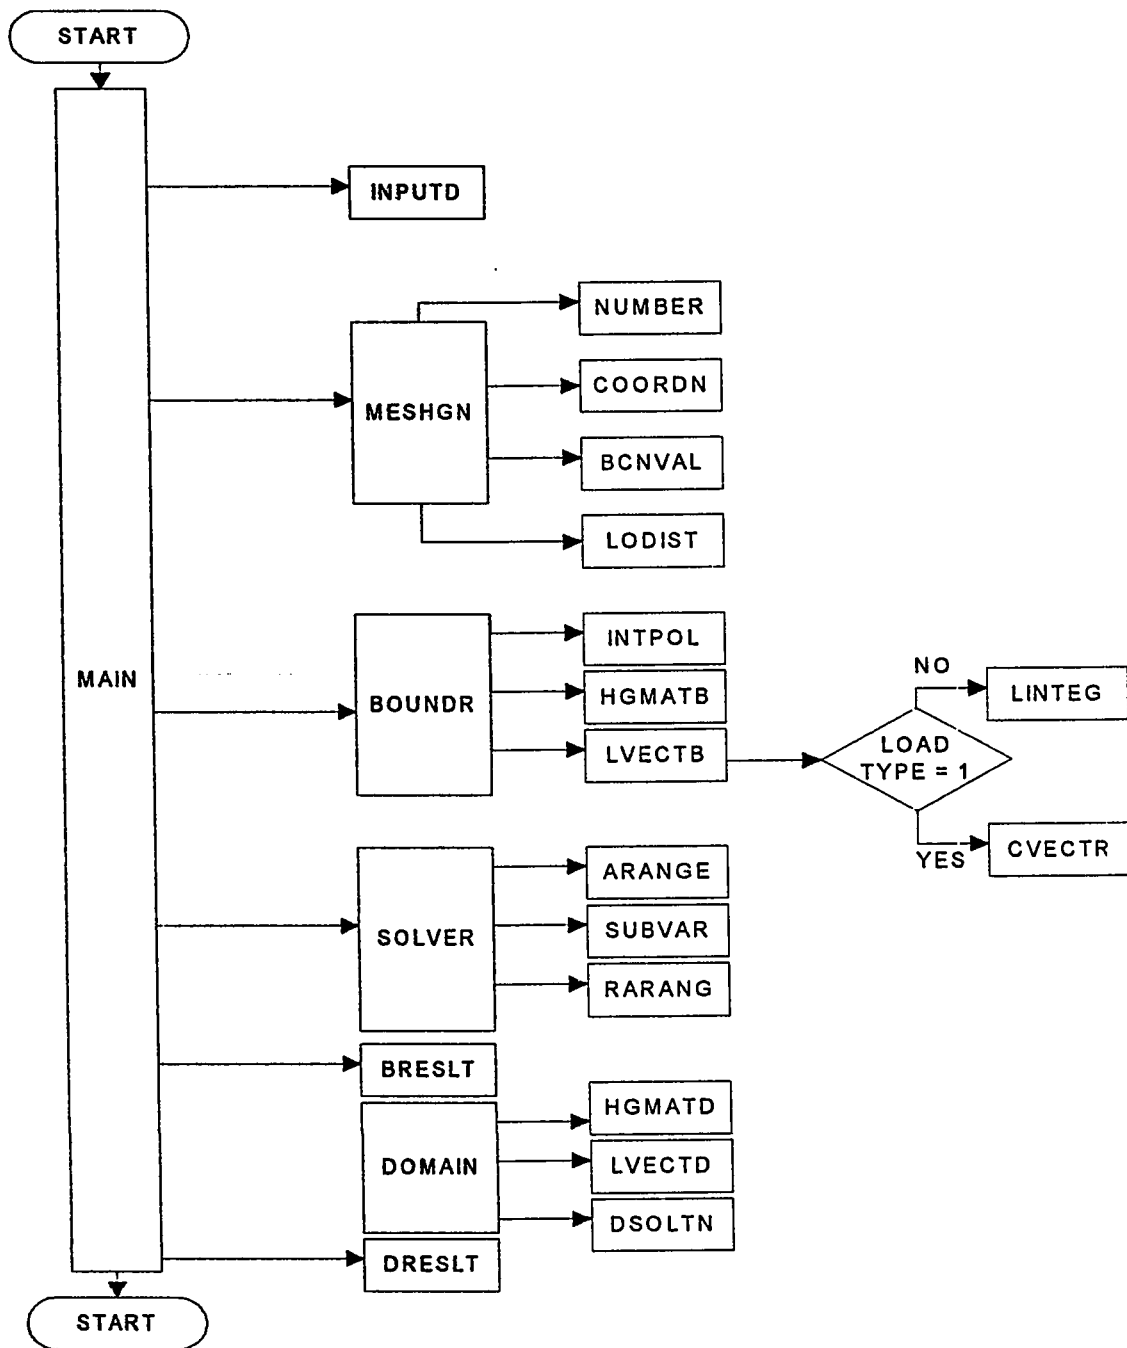 START
INPUTD
NUMBER
COORDN
MESHGN
BCNVAL
LODIST
MAIN
INTPOL
BOUNDR
HGMATB
LVECTB
NO
LINTEG
LOAD
TYPE = 1
YES
CVECTR
ARANGE
SOLVER
SUBVAR
RARANG
BRESLT
HGMATD
DOMAIN
LVECTD
DSOLTN
DRESLT
START